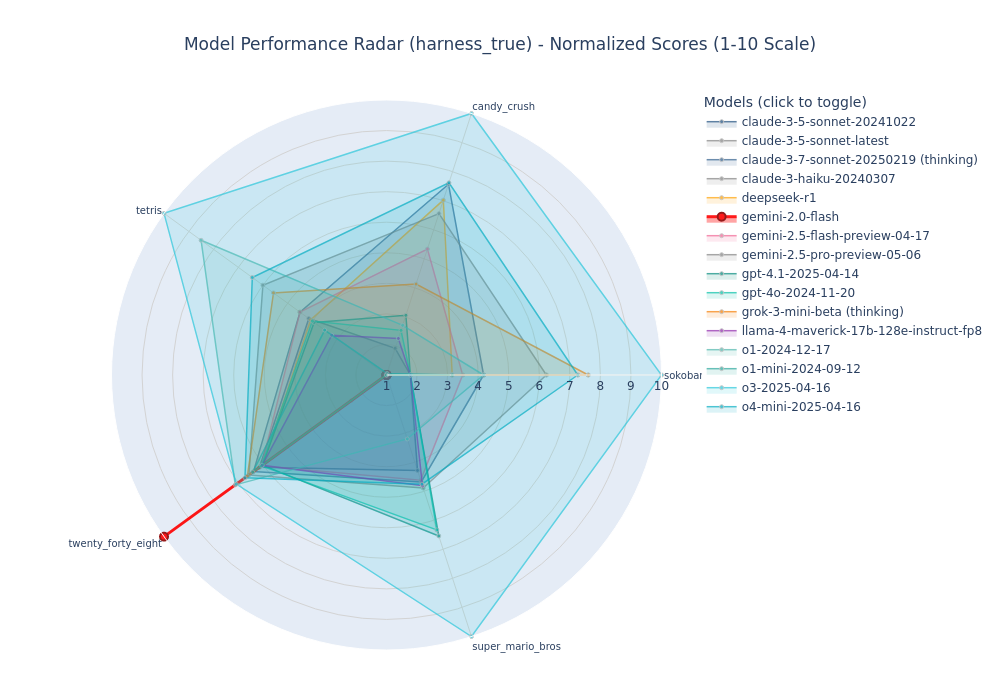 Model Performance Radar (harness_true) - Normalized Scores (1-10 Scale)
candy_crush
tetris
sokoban
1 2 3 4 5 6 7 8 9 10
twenty_forty_eight
super_mario_bros
Models (click to toggle)
claude-3-5-sonnet-20241022
claude-3-5-sonnet-latest
claude-3-7-sonnet-20250219 (thinking)
claude-3-haiku-20240307
deepseek-r1
gemini-2.0-flash
gemini-2.5-flash-preview-04-17
gemini-2.5-pro-preview-05-06
gpt-4.1-2025-04-14
gpt-4o-2024-11-20
grok-3-mini-beta (thinking)
llama-4-maverick-17b-128e-instruct-fp8
o1-2024-12-17
o1-mini-2024-09-12
o3-2025-04-16
o4-mini-2025-04-16